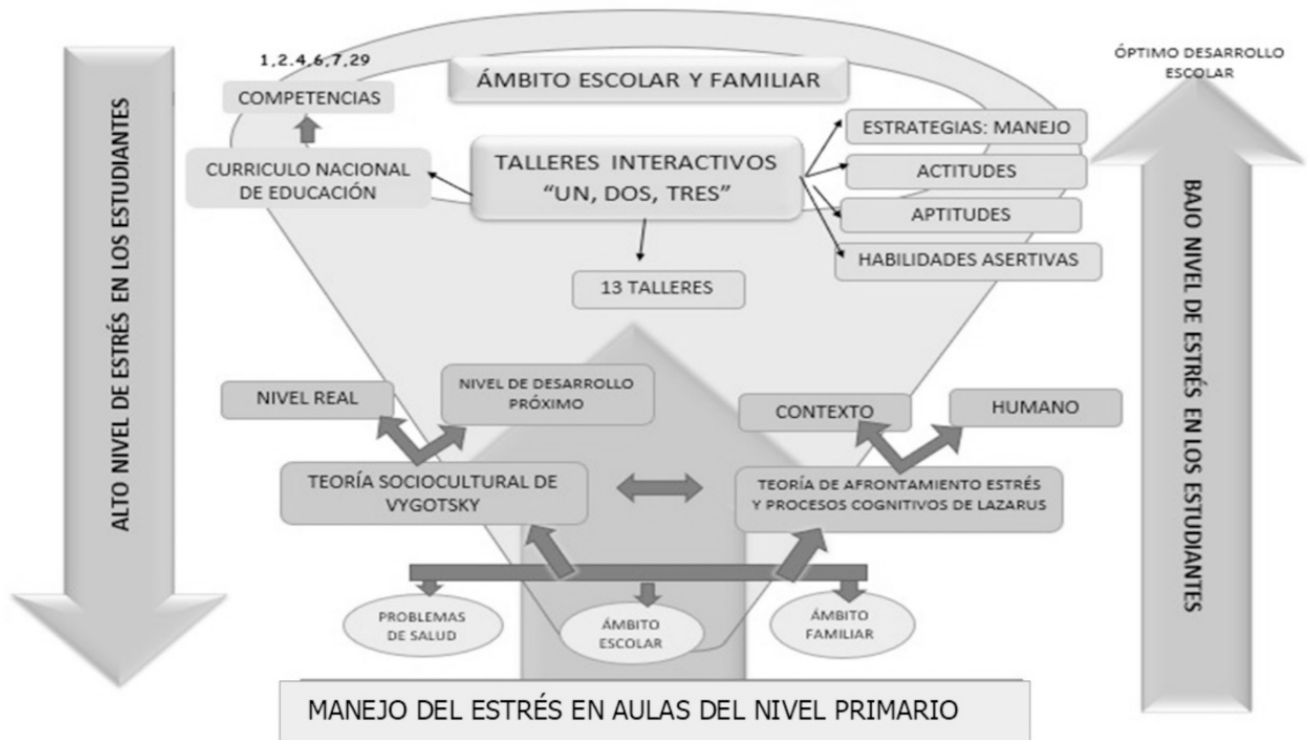 ÓPTIMO DESARROLLO
ESCOLAR
1,2.4,6,7,29
COMPETENCIAS
ÁMBITO ESCOLAR Y FAMILIAR
CURRICULO NACIONAL
DE EDUCACIÓN
TALLERES INTERACTIVOS
“UN, DOS, TRES”
ESTRATEGIAS: MANEJO
ACTITUDES
APTITUDES
HABILIDADES ASERTIVAS
13 TALLERES
ALTO NIVEL DE ESTRÉS EN LOS ESTUDIANTES
BAJO NIVEL DE ESTRÉS EN LOS ESTUDIANTES
NIVEL REAL
NIVEL DE DESARROLLO
PRÓXIMO
CONTEXTO
HUMANO
TEORÍA SOCIOCULTURAL DE
VYGOTSKY
TEORÍA DE AFRONTAMIENTO ESTRÉS
Y PROCESOS COGNITIVOS DE LAZARUS
PROBLEMAS
DE SALUD
ÁMBITO
ESCOLAR
ÁMBITO
FAMILIAR
MANEJO DEL ESTRÉS EN AULAS DEL NIVEL PRIMARIO